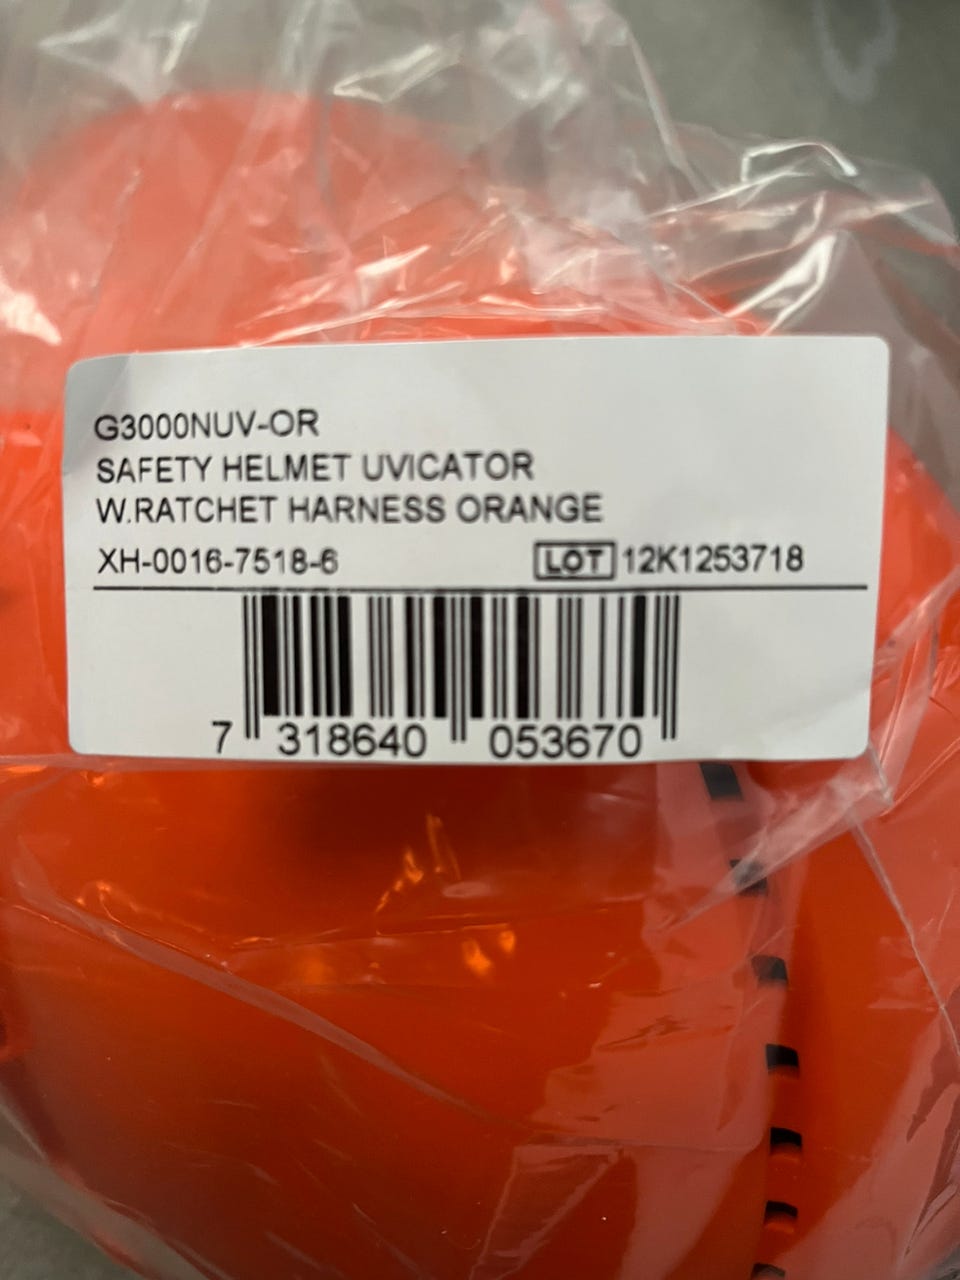 G3000NUV-OR
SAFETY HELMET UVICATOR
W.RATCHET HARNESS ORANGE
XH-0016-7518-6 LOT 12K1253718
7 318640 053670